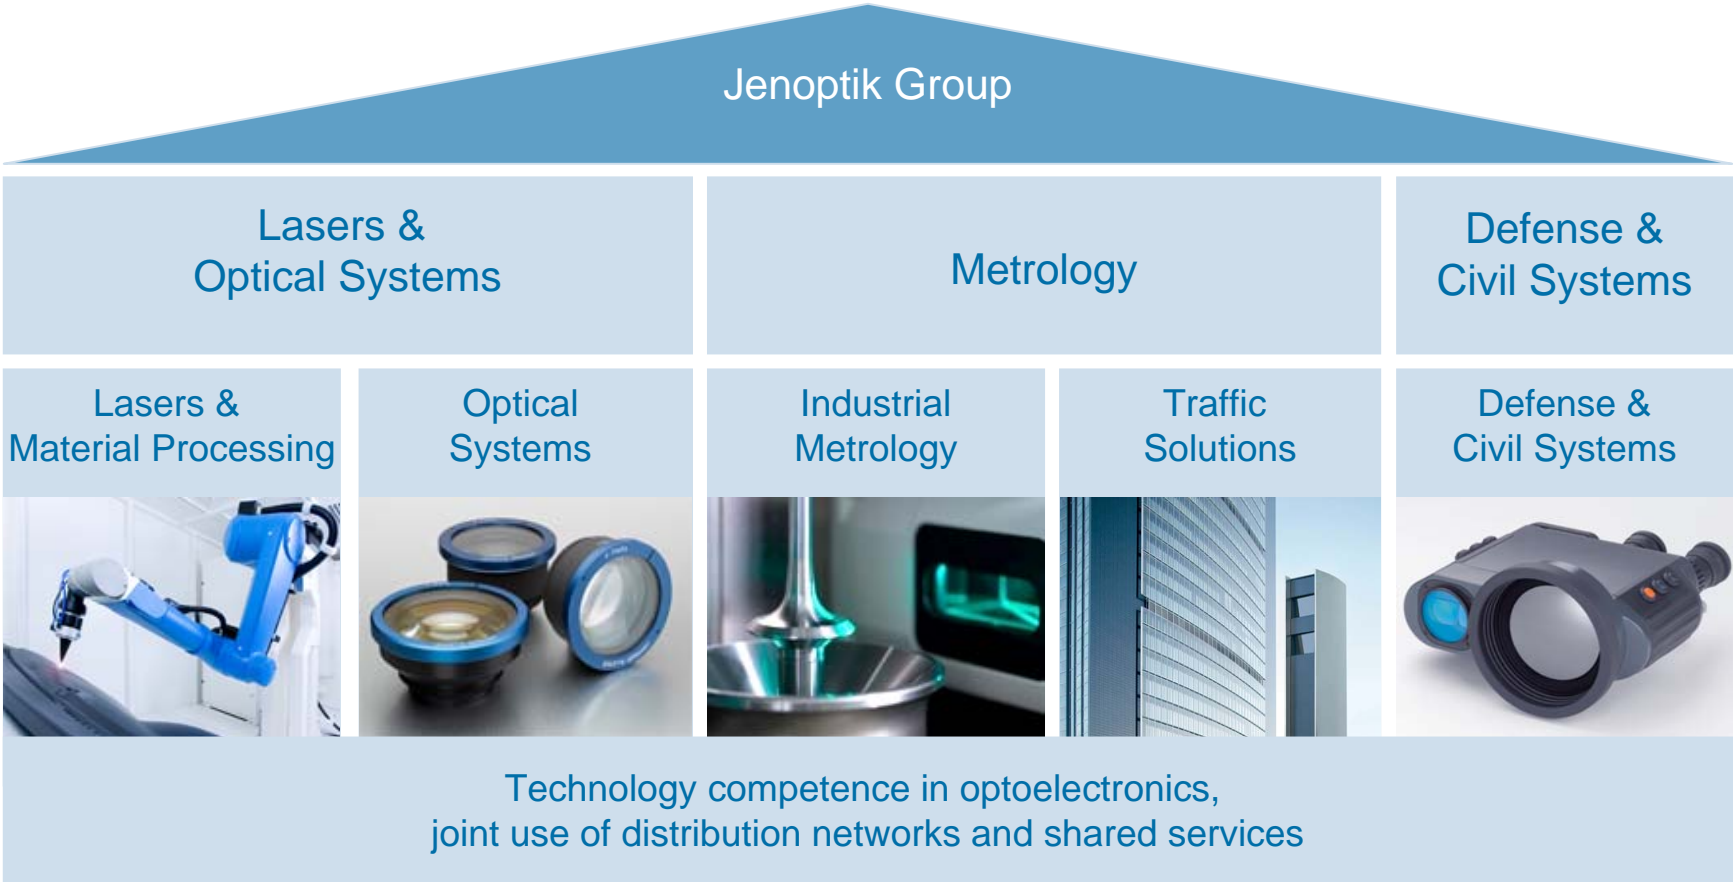 Jenoptik Group
Lasers &
Optical Systems
Metrology
Defense &
Civil Systems
Lasers &
Material Processing
Optical
Systems
Industrial
Metrology
Traffic
Solutions
Defense &
Civil Systems
Technology competence in optoelectronics,
joint use of distribution networks and shared services